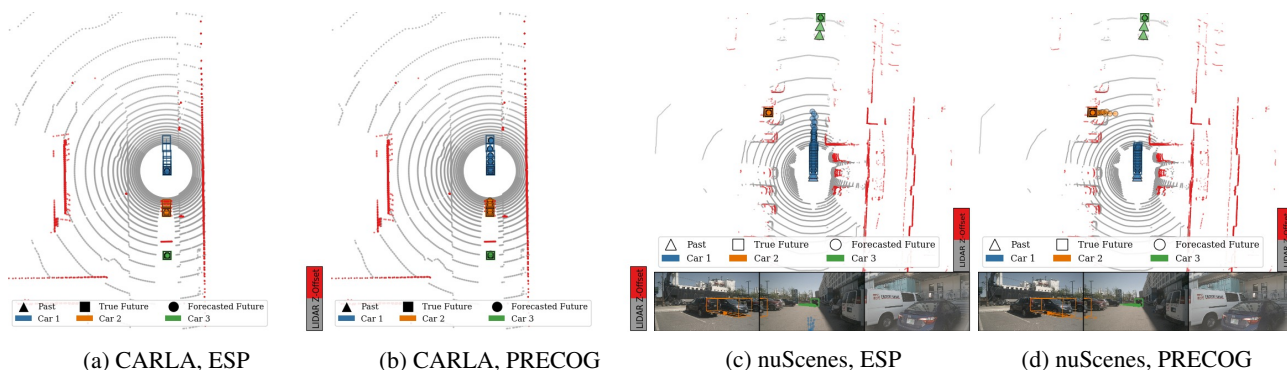 LIDAR Z-Offset
LIDAR Z-Offset
LIDAR Z-Offset
LIDAR Z-Offset
Past True Future Forecasted Future
Car 1 Car 2 Car 3
Past True Future Forecasted Future
Car 1 Car 2 Car 3
Past True Future Forecasted Future
Car 1 Car 2 Car 3
Past True Future Forecasted Future
Car 1 Car 2 Car 3
(a) CARLA, ESP
(b) CARLA, PRECOG
(c) nuScenes, ESP
(d) nuScenes, PRECOG